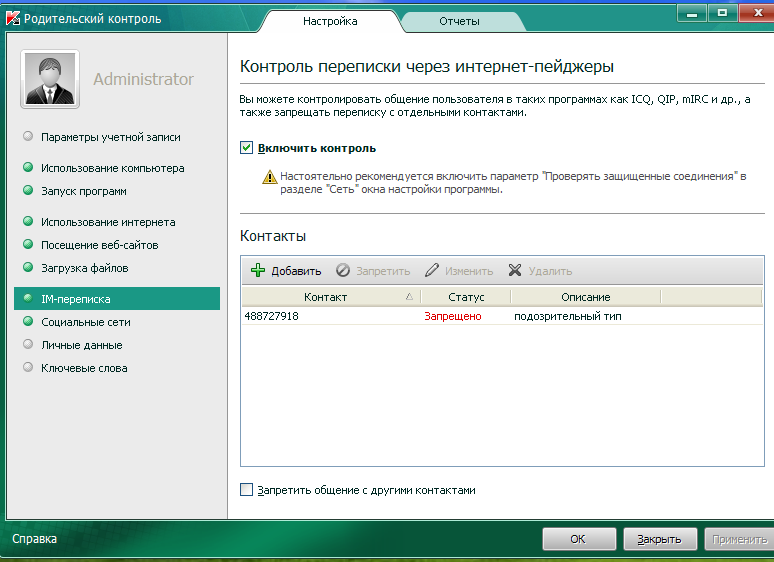 Родительский контроль
Настройка
Отчеты
Administrator
Параметры учетной записи
Использование компьютера
Запуск программ
Использование интернета
Посещение веб-сайтов
Загрузка файлов
IM-переписка
Социальные сети
Личные данные
Ключевые слова
Контроль переписки через интернет-пейджеры
Вы можете контролировать общение пользователя в таких программах как ICQ, QIP, mIRC и др., а
также запрещать переписку с отдельными контактами.
Включить контроль
Настоятельно рекомендуется включить параметр "Проверять защищенные соединения" в
разделе "Сеть" окна настройки программы.
Контакты
Добавить Запретить Изменить Удалить
Контакт Статус Описание
488727918 Запрещено подозрительный тип
Запретить общение с другими контактами
Справка
OK Закрыть Применить